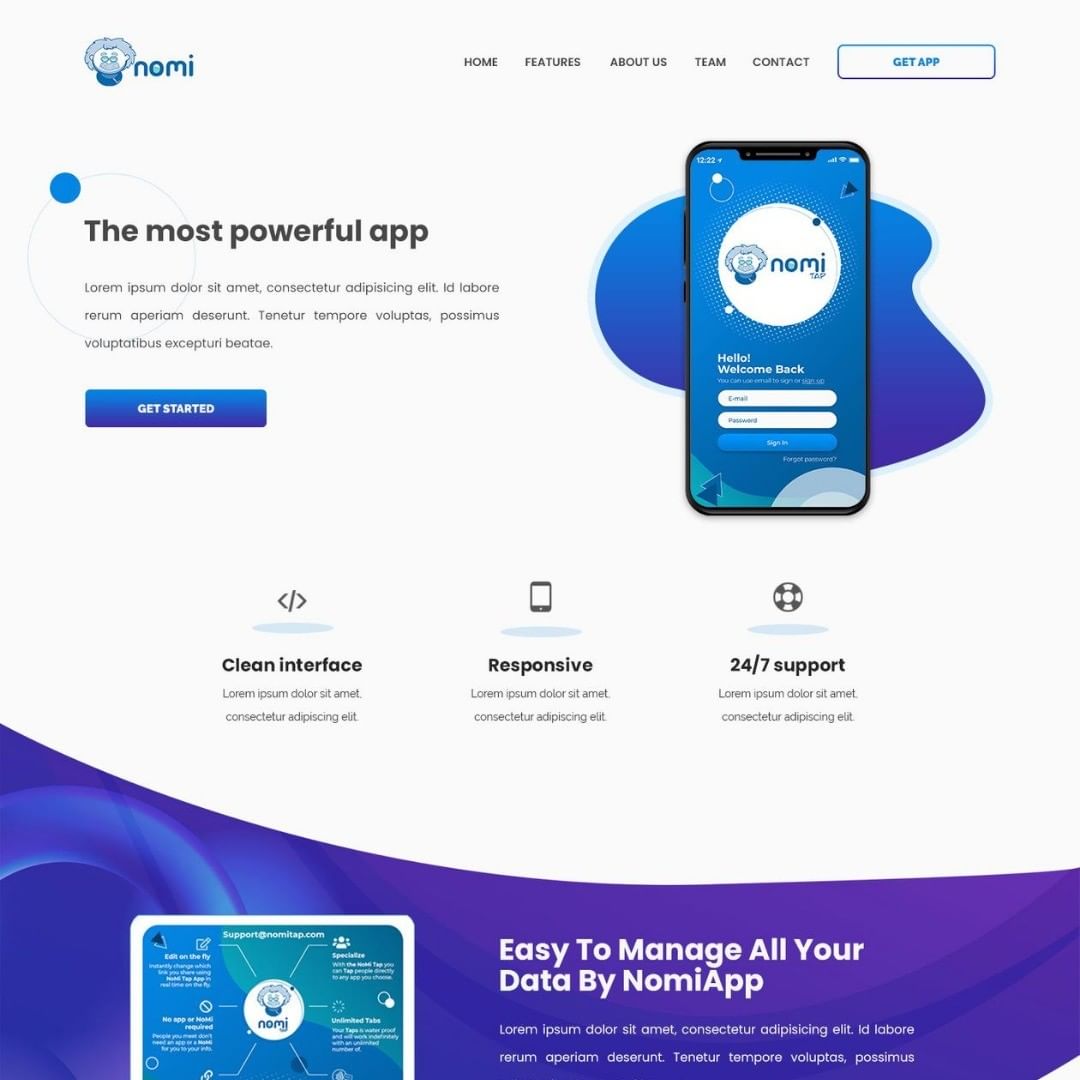 nomi
HOME FEATURES ABOUT US TEAM CONTACT GET APP
The most powerful app
Lorem ipsum dolor sit amet, consectetur adipisicing elit. Id labore
rerum aperiam deserunt. Tenetur tempore voluptas, possimus
voluptatibus excepturi beatae.
GET STARTED
12:22
nomi
TAP
Hello!
Welcome Back
You can use email to sign or sign up
E-mail
Password
Sign In
Forgot password?
Clean interface
Lorem ipsum dolor sit amet,
consectetur adipiscing elit.
Responsive
Lorem ipsum dolor sit amet,
consectetur adipiscing elit.
24/7 support
Lorem ipsum dolor sit amet,
consectetur adipiscing elit.
Support@nomitap.com
Edit on the fly
Instantly change which
link you share using
NoMi Tap App in
real time on the fly.
Specialize
With the NoMi Tap you
can Tap people directly
to any app you choose.
nomi
No app or NoMi
required
People you meet don't
need an app or a NoMi
for you to your info.
Unlimited Tabs
Your Taps is water proof
and will work indefinitely
with an unlimited
number of.
Easy To Manage All Your
Data By NomiApp
Lorem ipsum dolor sit amet, consectetur adipisicing elit. Id labore
rerum aperiam deserunt. Tenetur tempore voluptas, possimus